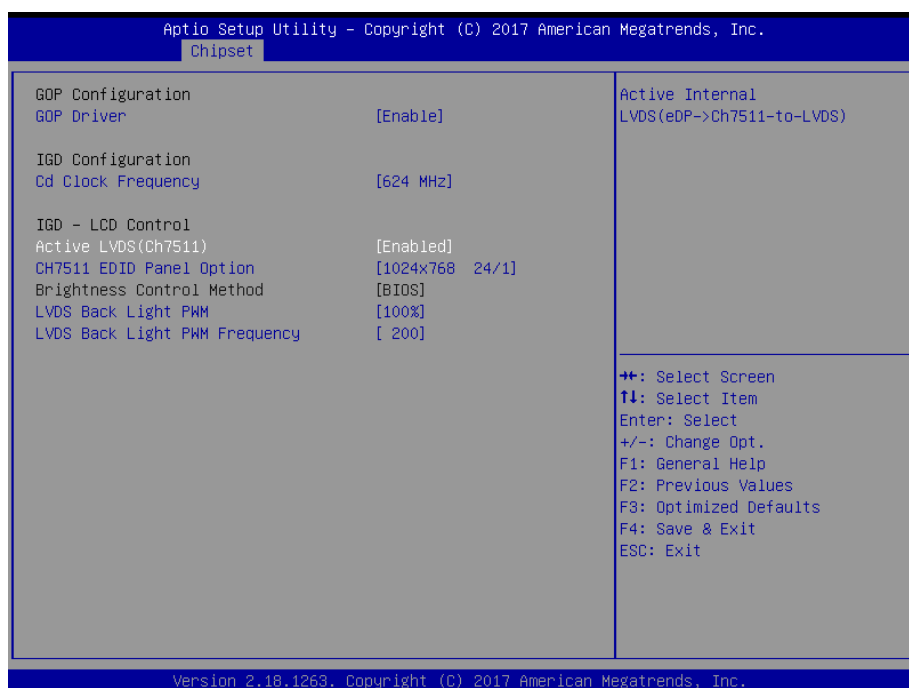 Aptio Setup Utility – Copyright (C) 2017 American Megatrends, Inc.
Chipset
GOP Configuration
GOP Driver [Enable]
IGD Configuration
Cd Clock Frequency [624 MHz]
IGD - LCD Control
Active LVDS(Ch7511) [Enabled]
CH7511 EDID Panel Option [1024x768 24/1]
Brightness Control Method [BIOS]
LVDS Back Light PWM [100%]
LVDS Back Light PWM Frequency [ 200]
Active Internal
LVDS(eDP->Ch7511-to-LVDS)
→←: Select Screen
↑↓: Select Item
Enter: Select
+/-: Change Opt.
F1: General Help
F2: Previous Values
F3: Optimized Defaults
F4: Save & Exit
ESC: Exit
Version 2.18.1263. Copyright (C) 2017 American Megatrends, Inc.